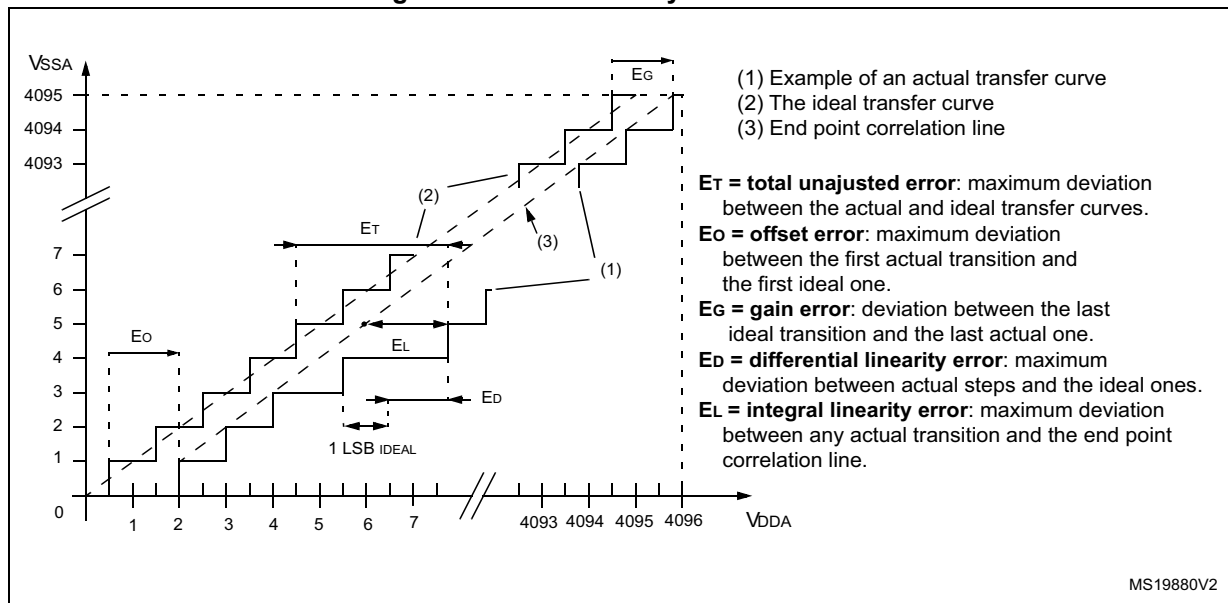 VSSA
EG
4095
4094
4093
(1) Example of an actual transfer curve
(2) The ideal transfer curve
(3) End point correlation line
ET = total unajusted error: maximum deviation
between the actual and ideal transfer curves.
EO = offset error: maximum deviation
between the first actual transition and
the first ideal one.
EG = gain error: deviation between the last
ideal transition and the last actual one.
ED = differential linearity error: maximum
deviation between actual steps and the ideal ones.
EL = integral linearity error: maximum deviation
between any actual transition and the end point
correlation line.
(2)
ET
(3)
(1)
7
6
5
4
3
2
1
0
EO
EL
ED
1 LSB IDEAL
1 2 3 4 5 6 7 4093 4094 4095 4096
VDDA
MS19880V2